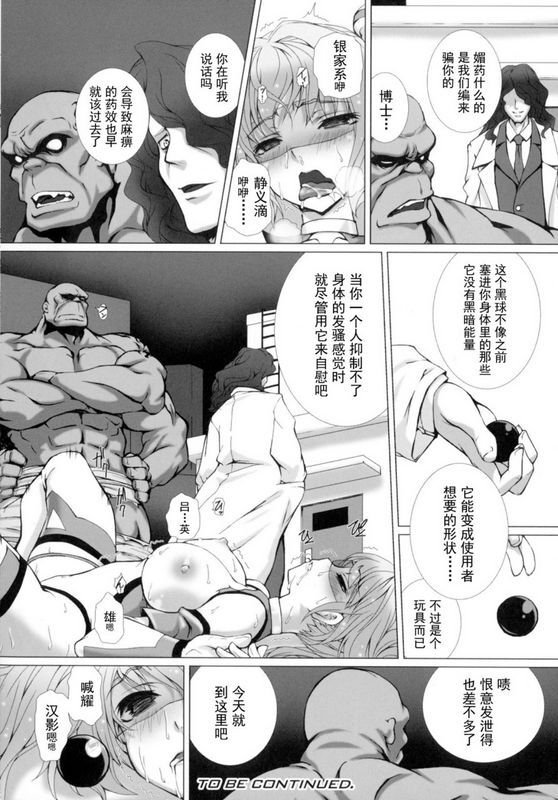 媚药什么的
是我们编来
骗你的
博士…
银家系咿
静义滴
咿咿……
你在听我
说话吗
会导致麻痹
的药效也早
就该过去了
这个黑球不像之前
塞进你身体里的那些
它没有黑暗能量
它能变成使用者
想要的形状……
不过是个
玩具而已
当你一个人抑制不了
身体的发骚感觉时
就尽管用它来自慰吧
吕…英
雄嗯
啧
恨意发泄得
也差不多了
今天就
到这里吧
喊耀
汉影嗯嗯
TO BE CONTINUED.